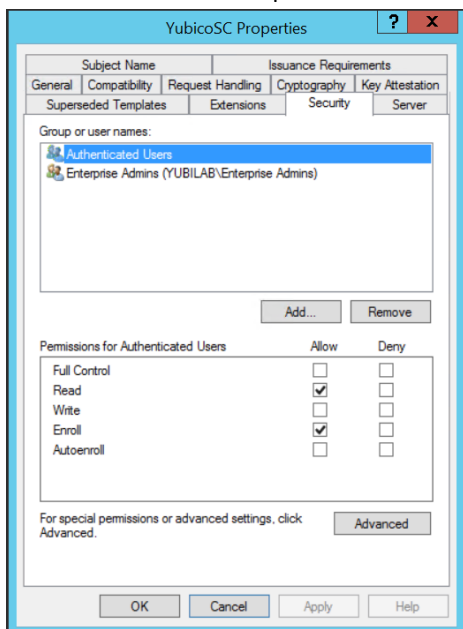 YubicoSC Properties
? X
Subject Name Issuance Requirements
General Compatibility Request Handling Cryptography Key Attestation
Superseded Templates Extensions Security Server
Group or user names:
Authenticated Users
Enterprise Admins (YUBILAB\Enterprise Admins)
Add... Remove
Permissions for Authenticated Users Allow Deny
Full Control
Read
Write
Enroll
Autoenroll
For special permissions or advanced settings, click
Advanced.
Advanced
OK Cancel Apply Help